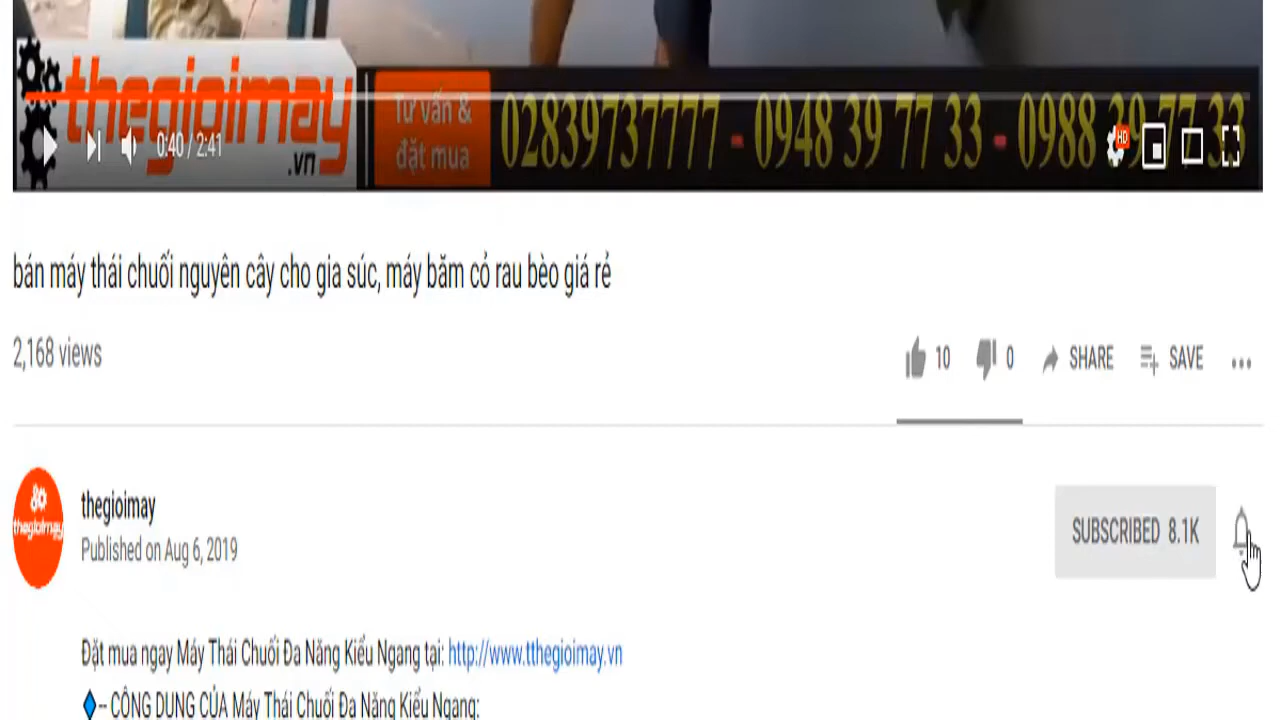 thegioimay
.vn
Tư vấn &
đặt mua
02839737777 - 0948 39 77 33 - 0988 39 77 33
0:40 / 2:41
HD
bán máy thái chuối nguyên cây cho gia súc, máy băm cỏ rau bèo giá rẻ
2,168 views
10 0 SHARE SAVE
thegioimay
thegioimay
Published on Aug 6, 2019
SUBSCRIBED 8.1K
Đặt mua ngay Máy Thái Chuối Đa Năng Kiểu Ngang tại: http://www.tthegioimay.vn
-- CÔNG DỤNG CỦA Máy Thái Chuối Đa Năng Kiểu Ngang: